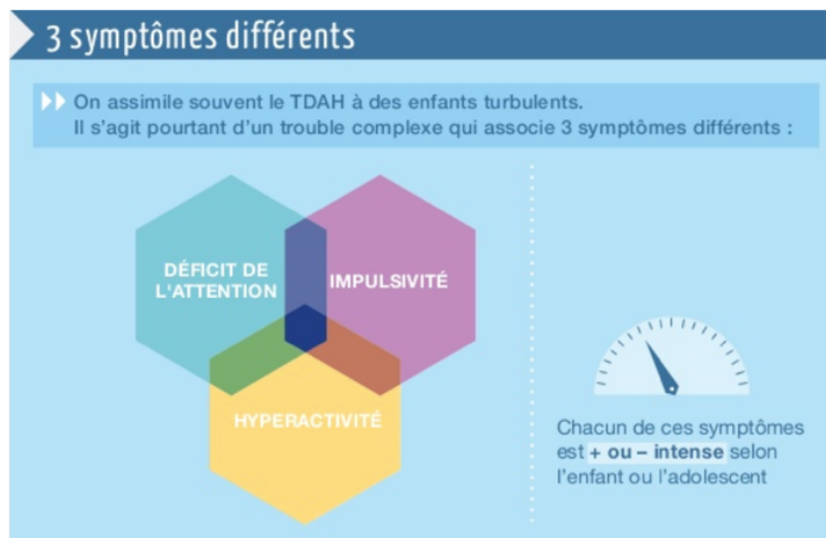 3 symptômes différents
On assimile souvent le TDAH à des enfants turbulents.
Il s'agit pourtant d'un trouble complexe qui associe 3 symptômes différents :
DÉFICIT DE
L'ATTENTION
IMPULSIVITÉ
HYPERACTIVITÉ
Chacun de ces symptômes
est + ou – intense selon
l'enfant ou l'adolescent